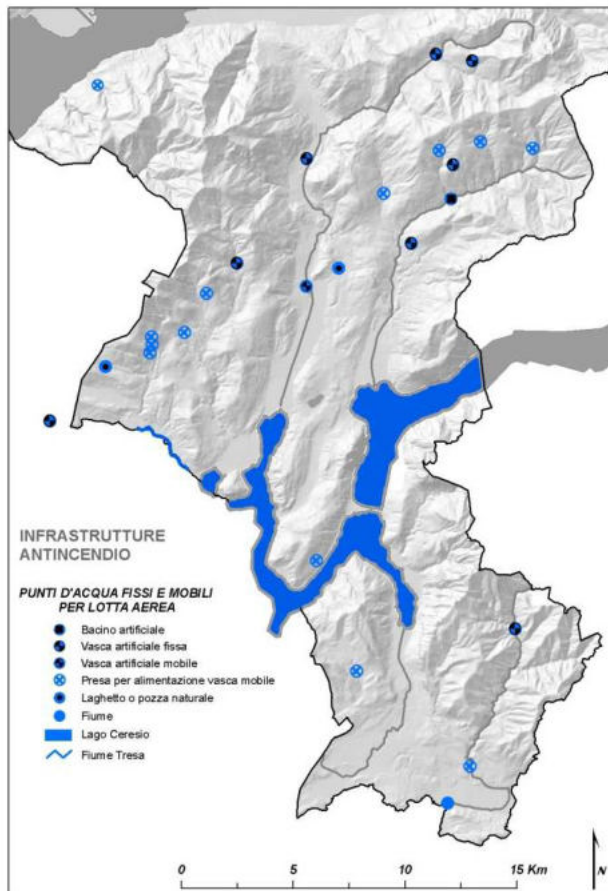 INFRASTRUTTURE
ANTINCENDIO
PUNTI D'ACQUA FISSI E MOBILI
PER LOTTA AEREA
Bacino artificiale
Vasca artificiale fissa
Vasca artificiale mobile
Presa per alimentazione vasca mobile
Laghetto o pozza naturale
Fiume
Lago Ceresio
Fiume Tresa
0 5 10 15 Km
N